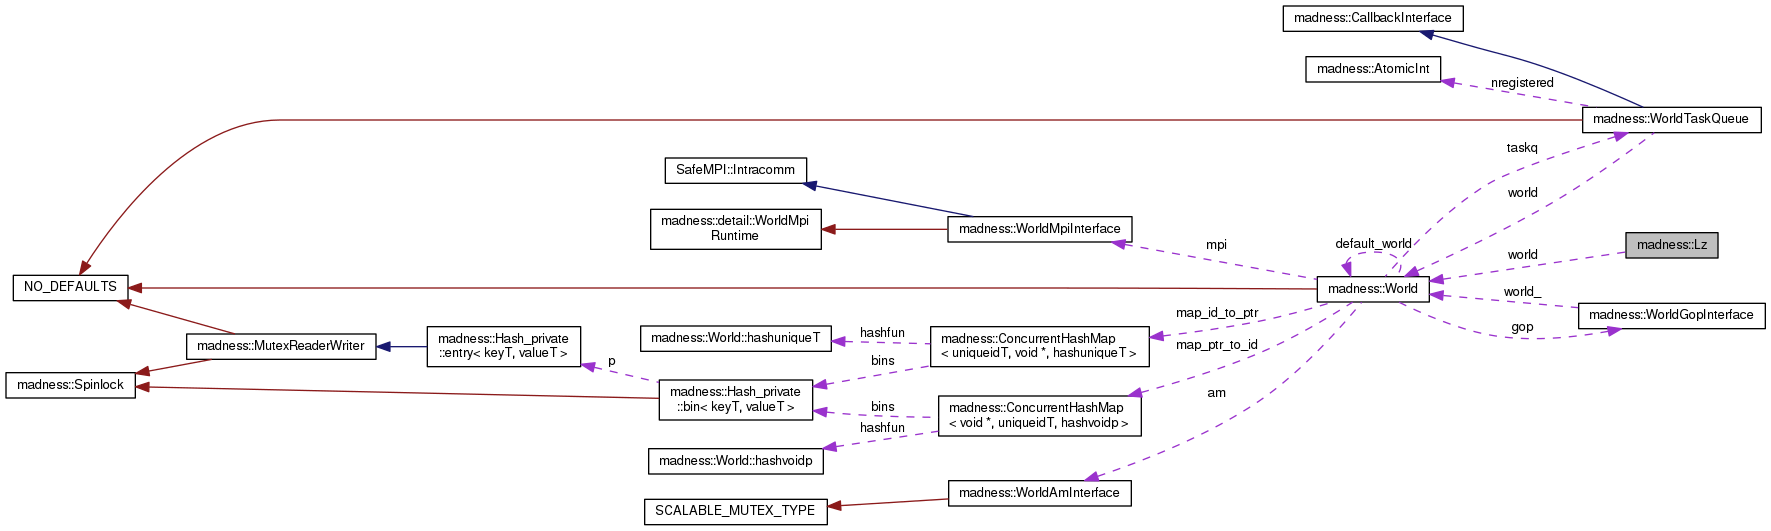 madness::CallbackInterface
madness::AtomicInt
nregistered
madness::WorldTaskQueue
taskq
SafeMPI::Intracomm
world
madness::detail::WorldMpi
Runtime
madness::WorldMpiInterface
mpi
default_world
madness::Lz
world
NO_DEFAULTS
madness::World
world_
madness::WorldGopInterface
gop
map_id_to_ptr
madness::MutexReaderWriter
madness::Hash_private
::entry< keyT, valueT >
madness::World::hashuniqueT
hashfun
madness::ConcurrentHashMap
< uniqueidT, void *, hashuniqueT >
map_ptr_to_id
p
bins
madness::Spinlock
madness::Hash_private
::bin< keyT, valueT >
bins
madness::ConcurrentHashMap
< void *, uniqueidT, hashvoidp >
am
hashfun
madness::World::hashvoidp
madness::WorldAmInterface
SCALABLE_MUTEX_TYPE